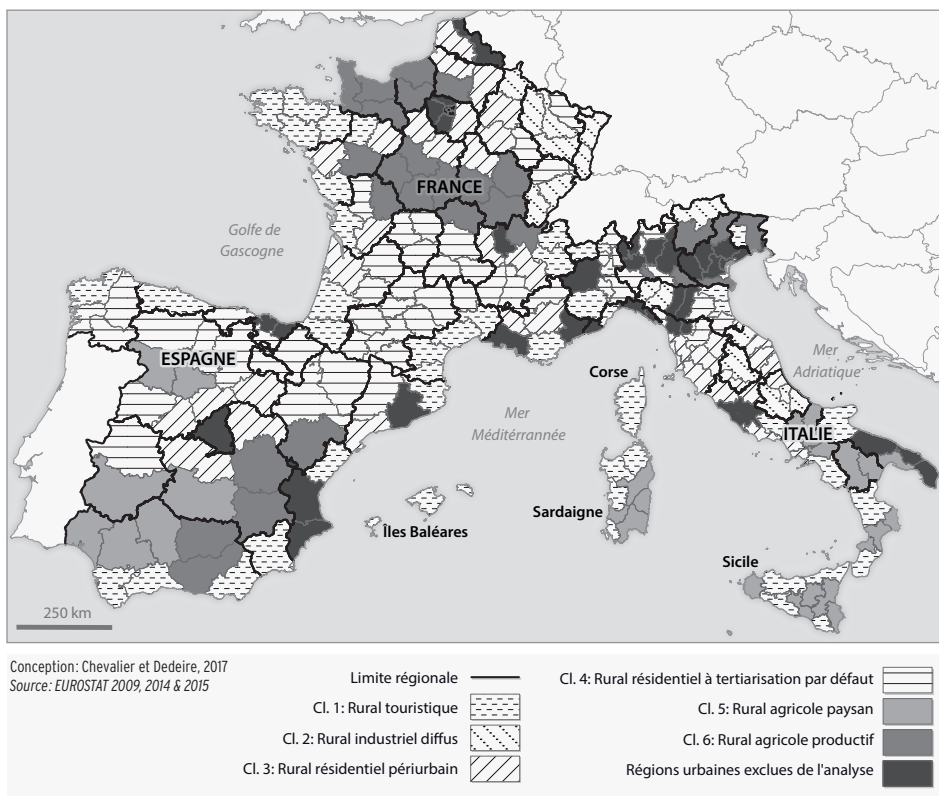 FRANCE
Golfe de
Gascogne
ESPAGNE
Mer
Adriatique
Corse
Mer
Méditérrannée
ITALIE
Sardaigne
Îles Baléares
Sicile
250 km
Conception: Chevalier et Dedeire, 2017
Source: EUROSTAT 2009, 2014 & 2015
Limite régionale
Cl. 1: Rural touristique
Cl. 2: Rural industriel diffus
Cl. 3: Rural résidentiel périurbain
Cl. 4: Rural résidentiel à tertiarisation par défaut
Cl. 5: Rural agricole paysan
Cl. 6: Rural agricole productif
Régions urbaines exclues de l'analyse